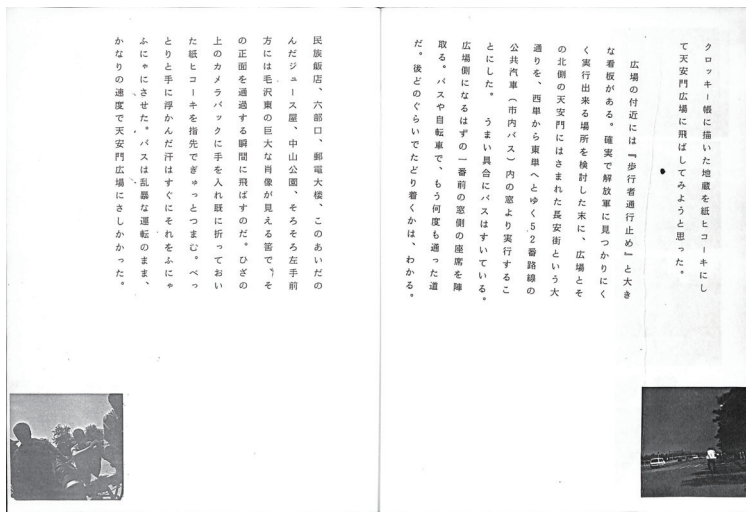 クロッキー帳に描いた地蔵を紙ヒコーキにし
て天安門広場に飛ばしてみようと思った。
広場の付近には『歩行者通行止め』と大き
な看板がある。確実で解放軍に見つかりにく
く実行出来る場所を検討した末に、広場とそ
の北側の天安門にはさまれた長安街という大
通りを、西単から東単へとゆく52番路線の
公共汽車(市内バス)内の窓より実行するこ
とにした。 うまい具合にバスはすいている。
広場側になるはずの一番前の窓側の座席を陣
取る。バスや自転車で、もう何度も通った道
だ。後どのぐらいでたどり着くかは、わかる。
民族飯店、六部口、郵電大楼、このあいだの
んだジュース屋、中山公園、そろそろ左手前
方には毛沢東の巨大な肖像が見える筈で、そ
の正面を通過する瞬間に飛ばすのだ。ひざの
上のカメラバックに手を入れ既に折っておい
た紙ヒコーキを指先でぎゅっとつまむ。べっ
とりと手に浮かんだ汗はすぐにそれをふにゃ
ふにゃにさせた。バスは乱暴な運転のまま、
かなりの速度で天安門広場にさしかかった。